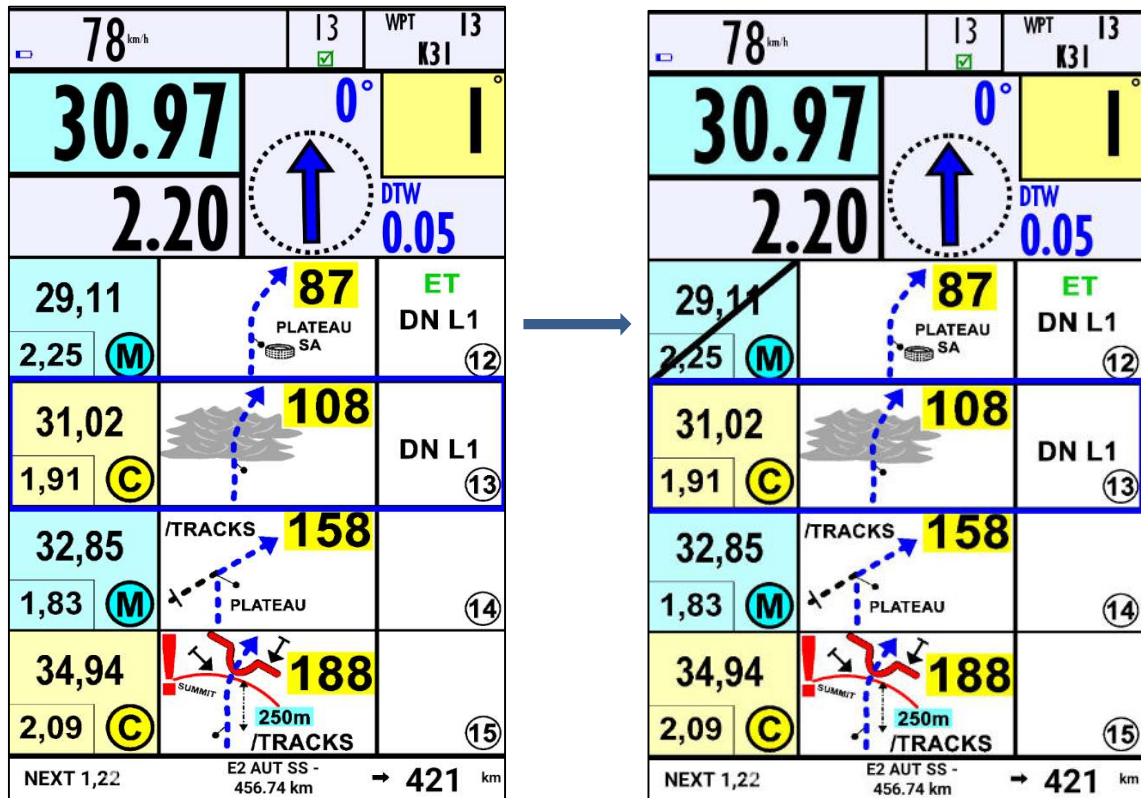 78 km/h
13
WPT 13
K31
30.97
0°
1°
2.20
DTW
0.05
29,11
2,25 M
87
PLATEAU
SA
ET
DN L1
12
31,02
1,91 C
108
DN L1
13
32,85
1,83 M
/TRACKS 158
PLATEAU
14
34,94
2,09 C
! 188
SUMMIT
250m
/TRACKS
15
NEXT 1,22
E2 AUT SS -
456.74 km
→ 421 km
78 km/h
13
WPT 13
K31
30.97
0°
1°
2.20
DTW
0.05
29,11
2,25 M
87
PLATEAU
SA
ET
DN L1
12
31,02
1,91 C
108
DN L1
13
32,85
1,83 M
/TRACKS 158
PLATEAU
14
34,94
2,09 C
! 188
SUMMIT
250m
/TRACKS
15
NEXT 1,22
E2 AUT SS -
456.74 km
→ 421 km